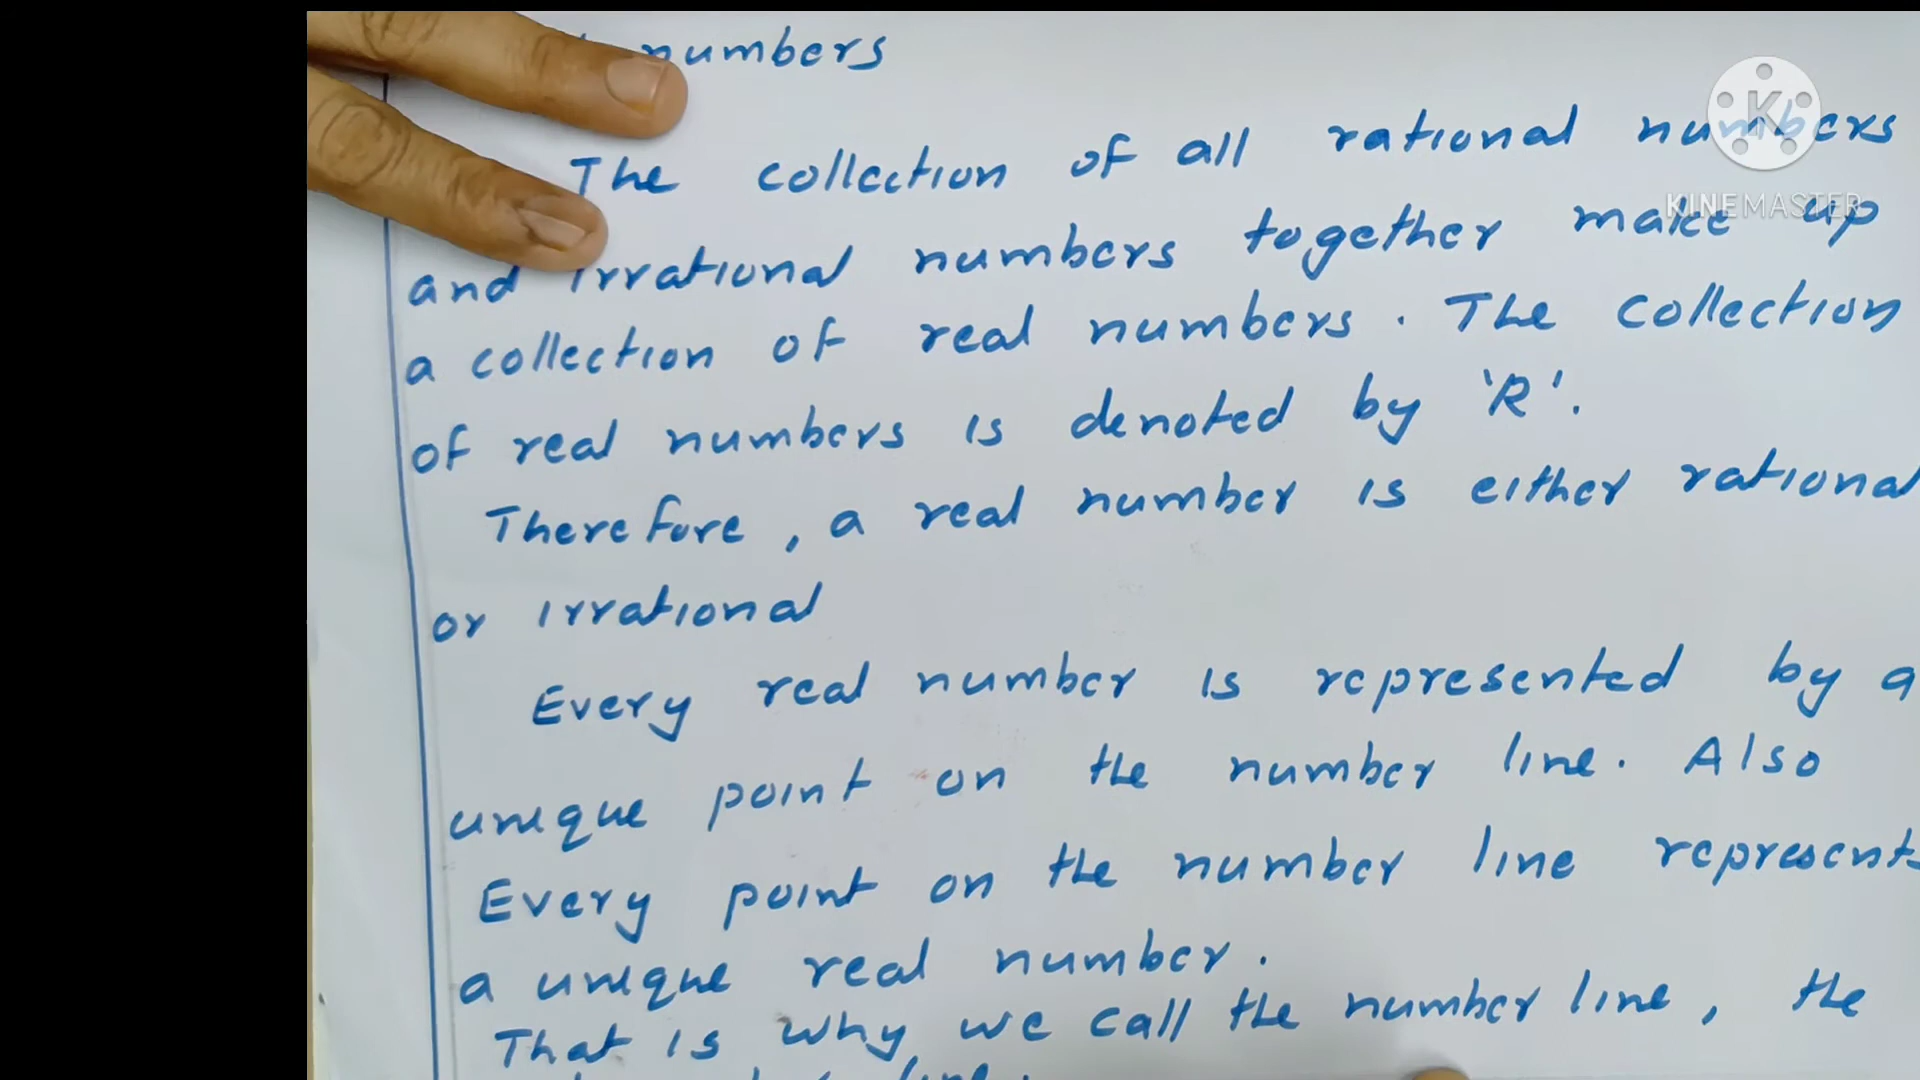 numbers
The collection of all rational numbers
and irrational numbers together make up
a collection of real numbers. The collection
of real numbers is denoted by 'R'.
Therefore, a real number is either rational
or irrational
Every real number is represented by a
unique point on the number line. Also
Every point on the number line represents
a unique real number.
That is why we call the number line, the
line.
K
KINEMASTER